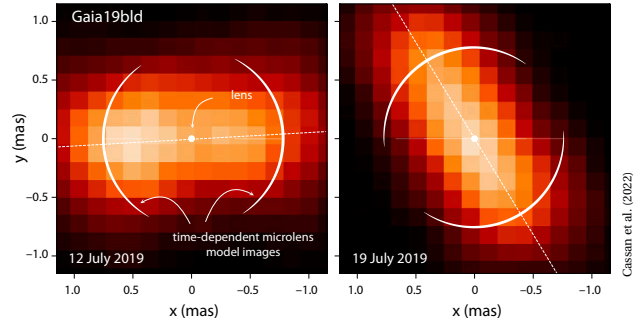 Gaia19bld
1.0
0.5
0
−0.5
−1.0
y (mas)
lens
time-dependent microlens
model images
12 July 2019
19 July 2019
1.0 0.5 0 −0.5 −1.0
1.0 0.5 0 −0.5 −1.0
x (mas)
x (mas)
Cassan et al. (2022)